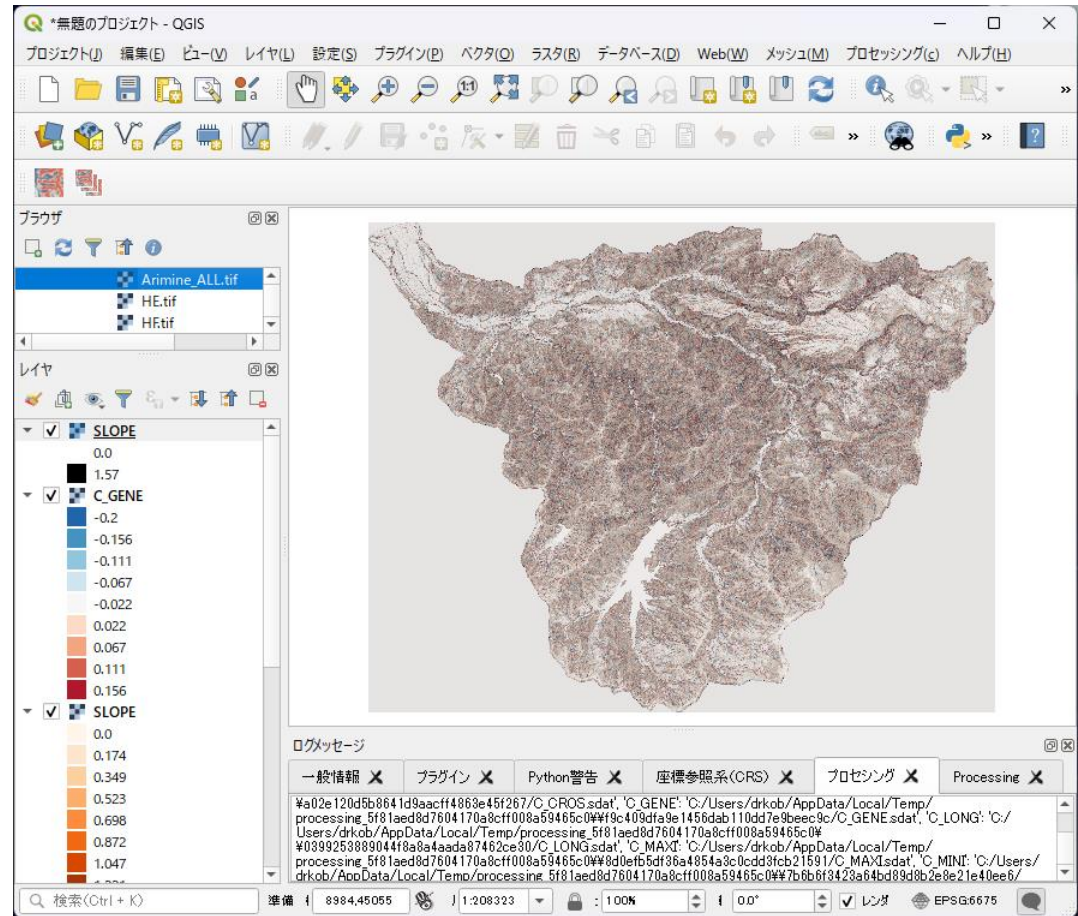 *無題のプロジェクト - QGIS
プロジェクト(J) 編集(E) ビュー(V) レイヤ(L) 設定(S) プラグイン(P) ベクタ(O) ラスタ(R) データベース(D) Web(W) メッシュ(M) プロセッシング(c) ヘルプ(H)
ブラウザ
Arimine_ALL.tif
HE.tif
HF.tif
レイヤ
SLOPE
0.0
1.57
C_GENE
-0.2
-0.156
-0.111
-0.067
-0.022
0.022
0.067
0.111
0.156
SLOPE
0.0
0.174
0.349
0.523
0.698
0.872
1.047
ログメッセージ
一般情報 プラグイン Python警告 座標参照系(CRS) プロセシング Processing
¥a02e120d5b8641d9aacff4863e45f267/C_CROS.sdat', 'C_GENE': 'C:/Users/drkob/AppData/Local/Temp/
processing_5f81aed8d7604170a8cff008a59465c0¥¥f9c409dfa9e1456dab110dd7e9beec9c/C_GENE.sdat', 'C_LONG': 'C:/
Users/drkob/AppData/Local/Temp/processing_5f81aed8d7604170a8cff008a59465c0¥
¥0399253889044f8a8a4aada87462ce30/C_LONG.sdat', 'C_MAXI': 'C:/Users/drkob/AppData/Local/Temp/
processing_5f81aed8d7604170a8cff008a59465c0¥¥8d0efb5df36a4854a3c0cdd3fcb21591/C_MAXI.sdat', 'C_MINI': 'C:/Users/
drkob/AppData/Local/Temp/processing_5f81aed8d7604170a8cff008a59465c0¥¥7b6b6f3423a64bd89d8b2e8e21e40ee6/
検索(Ctrl + K) 準備 8984,45055 1:208323 : 100% 0.0° レンダ EPSG:6675